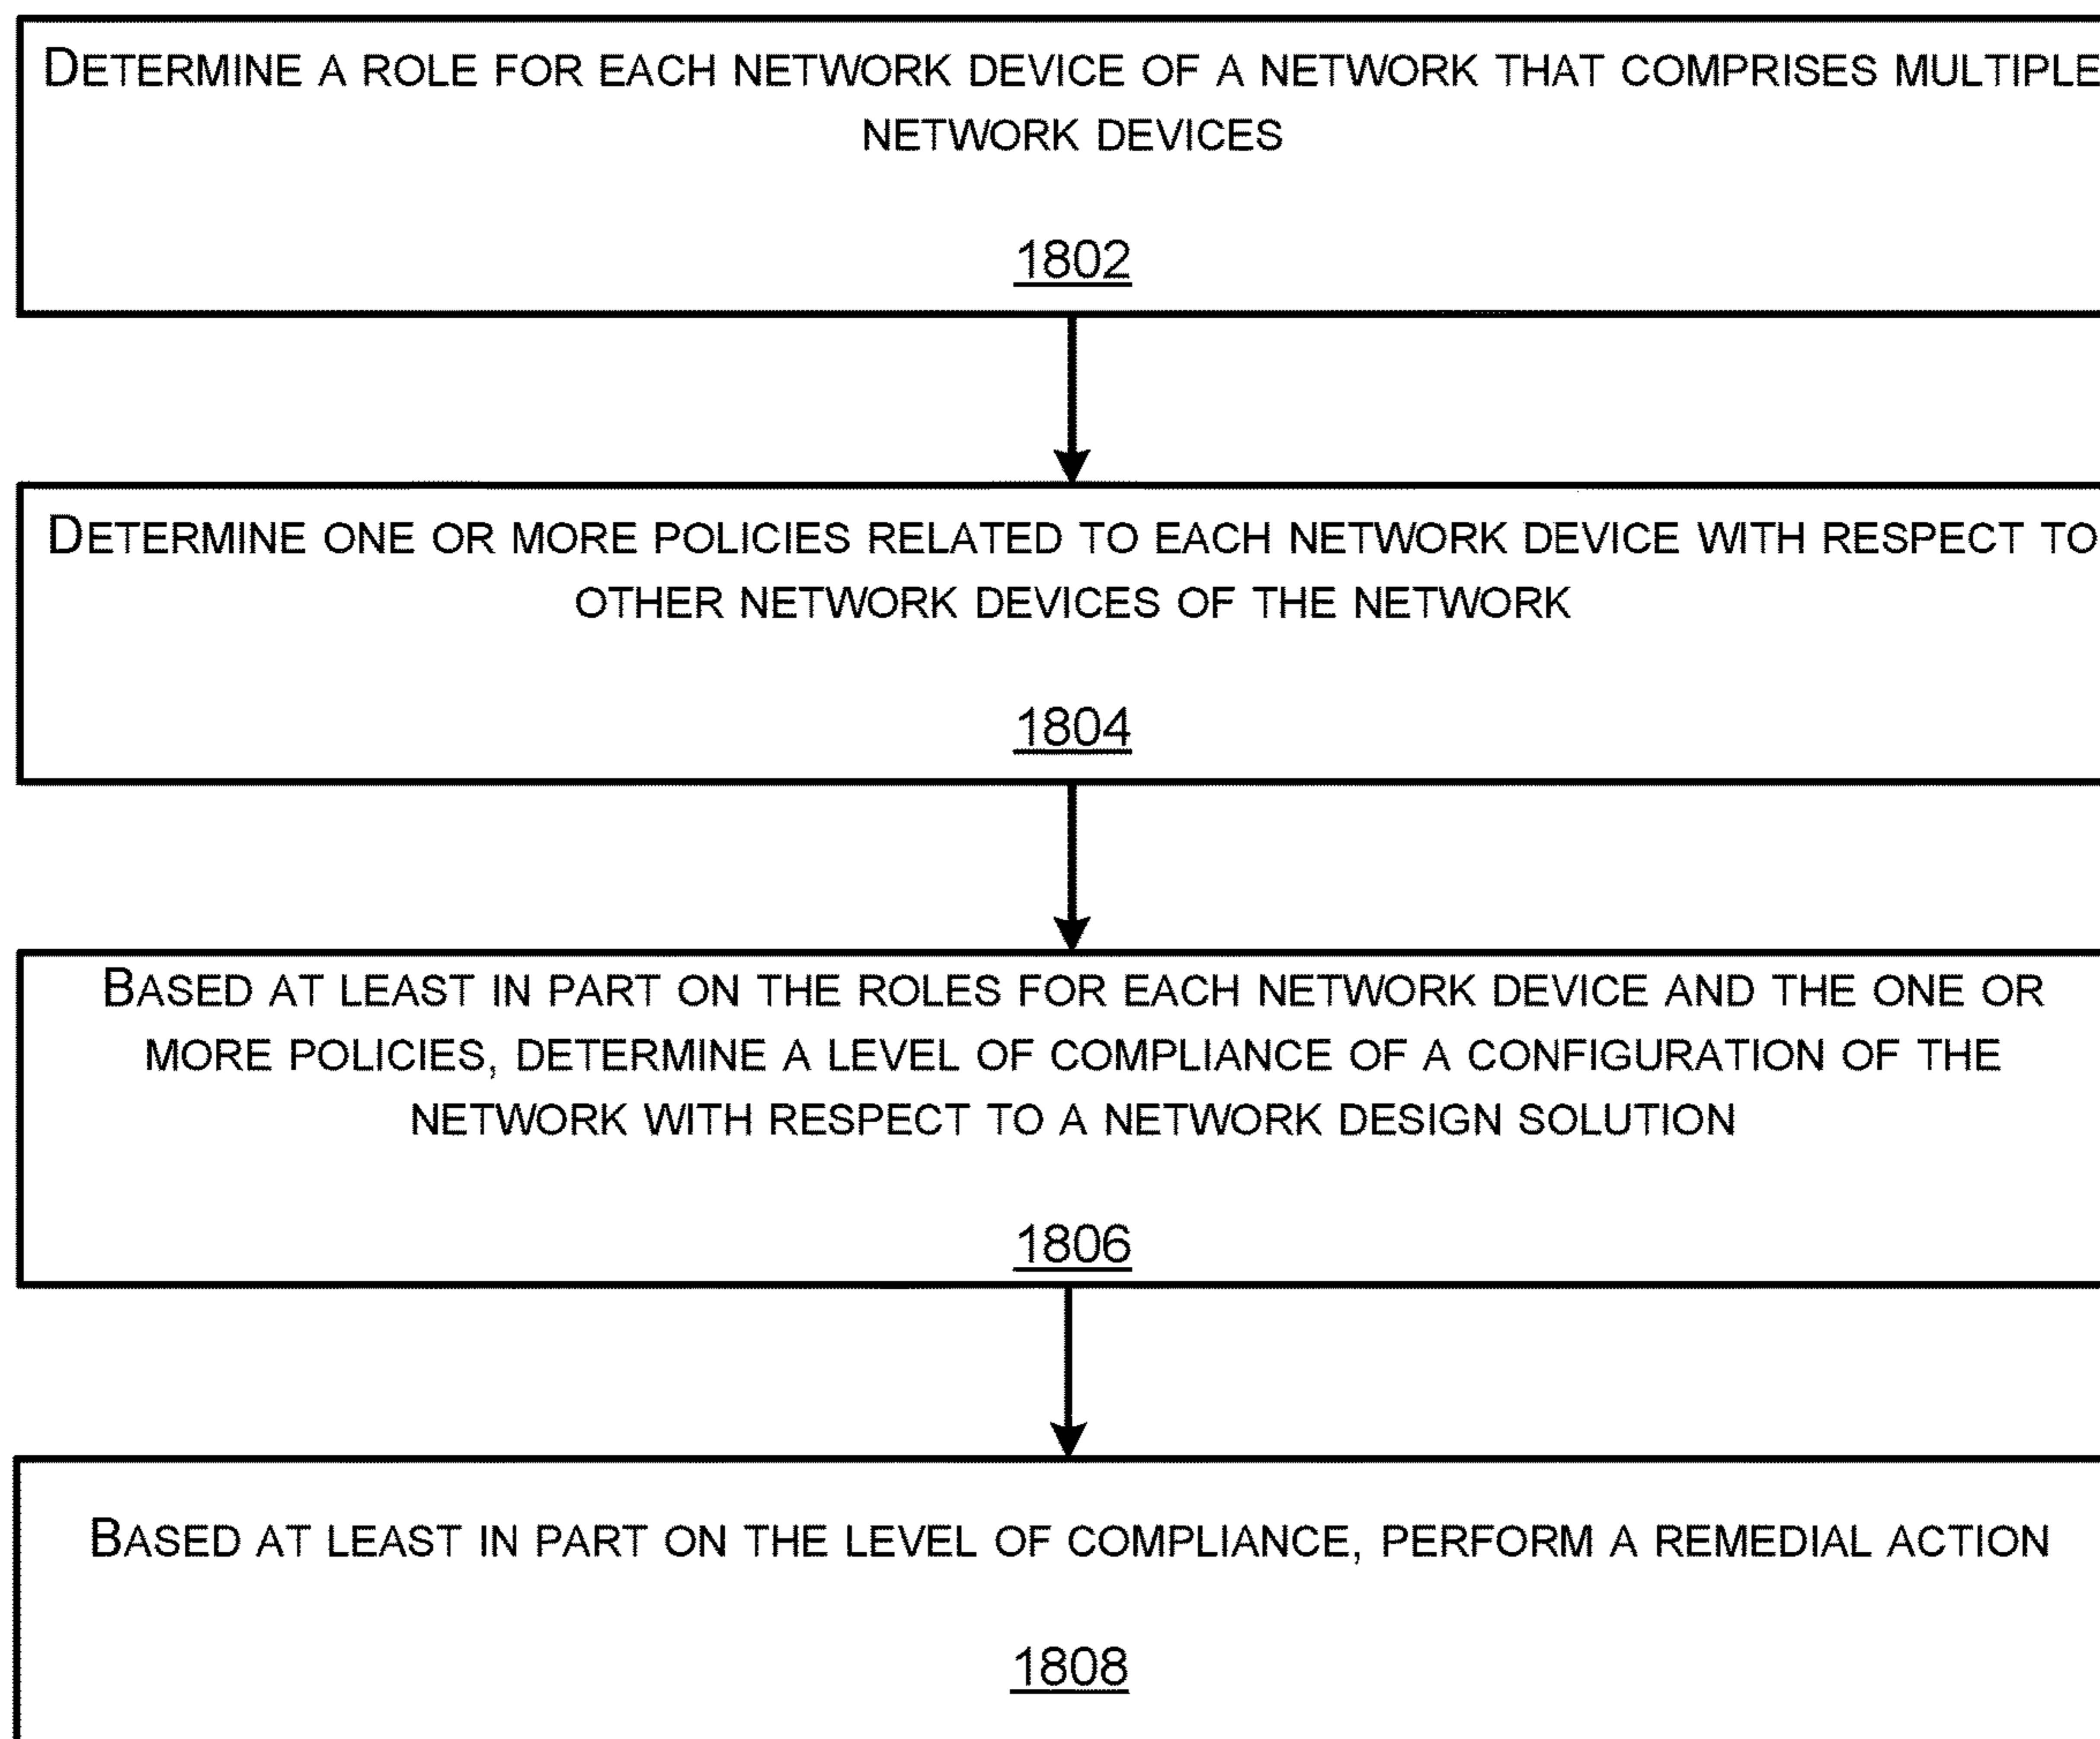 DETERMINE A ROLE FOR EACH NETWORK DEVICE OF A NETWORK THAT COMPRISES MULTIPLE
NETWORK DEVICES
1802
DETERMINE ONE OR MORE POLICIES RELATED TO EACH NETWORK DEVICE WITH RESPECT TO
OTHER NETWORK DEVICES OF THE NETWORK
1804
BASED AT LEAST IN PART ON THE ROLES FOR EACH NETWORK DEVICE AND THE ONE OR
MORE POLICIES, DETERMINE A LEVEL OF COMPLIANCE OF A CONFIGURATION OF THE
NETWORK WITH RESPECT TO A NETWORK DESIGN SOLUTION
1806
BASED AT LEAST IN PART ON THE LEVEL OF COMPLIANCE, PERFORM A REMEDIAL ACTION
1808